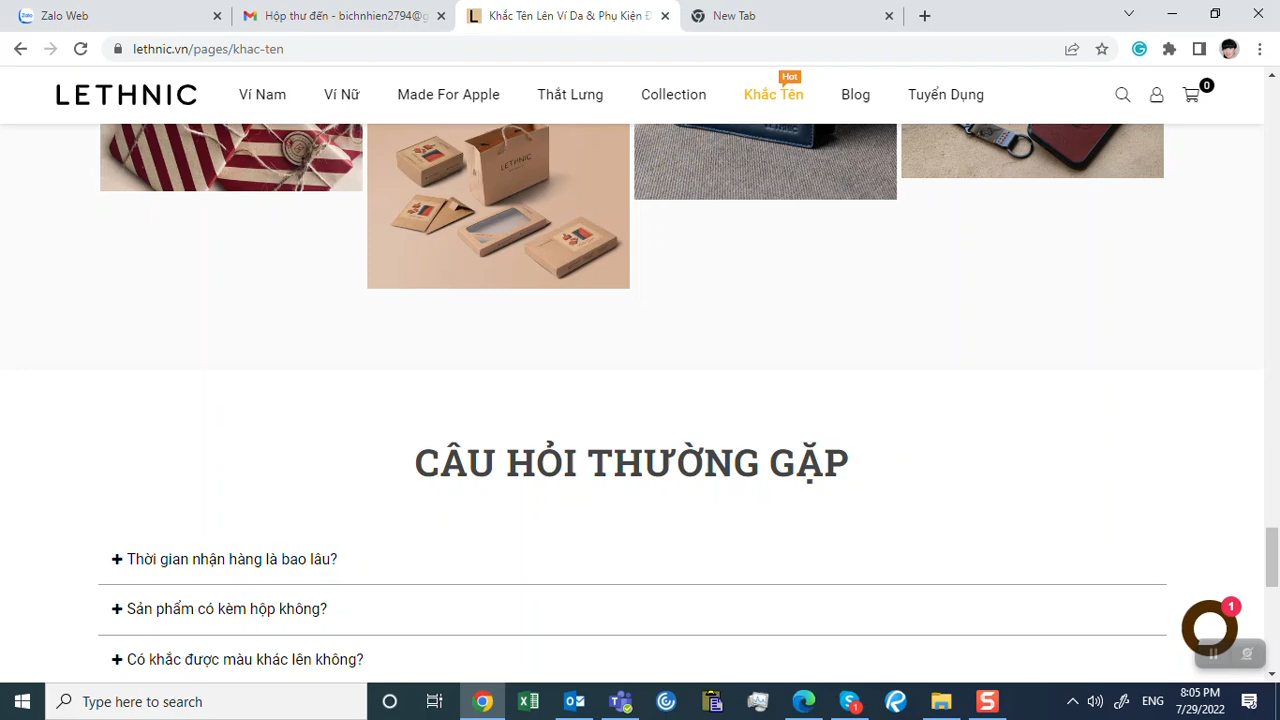 Zalo Web
Hộp thư đến - bichnhien2794@g
Khắc Tên Lên Ví Da & Phụ Kiện Đ
New Tab
lethnic.vn/pages/khac-ten
LETHNIC
Ví Nam
Ví Nữ
Made For Apple
Thắt Lưng
Collection
Hot
Khắc Tên
Blog
Tuyển Dụng
0
LETHNIC
CÂU HỎI THƯỜNG GẶP
Thời gian nhận hàng là bao lâu?
Sản phẩm có kèm hộp không?
Có khắc được màu khác lên không?
1
Type here to search
1
ENG
8:05 PM
7/29/2022